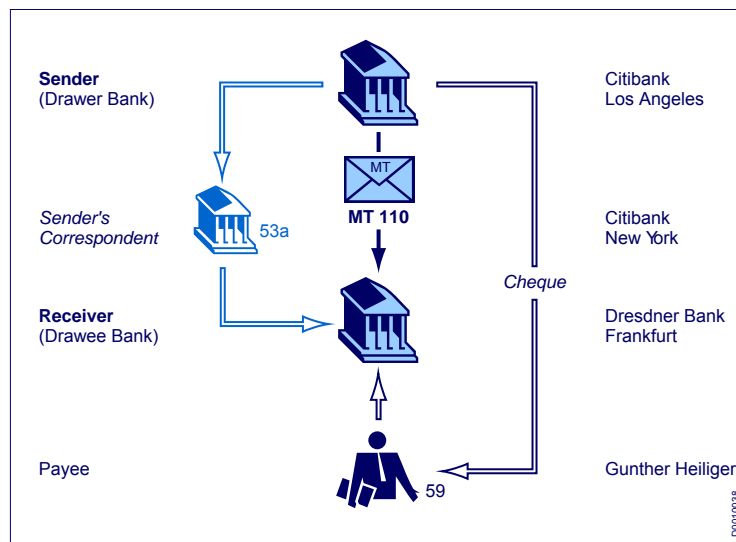 Sender
(Drawer Bank)
Citibank
Los Angeles
MT
MT 110
Sender's
Correspondent
53a
Citibank
New York
Cheque
Receiver
(Drawee Bank)
Dresdner Bank
Frankfurt
Payee
59
Gunther Heiliger
D0010038